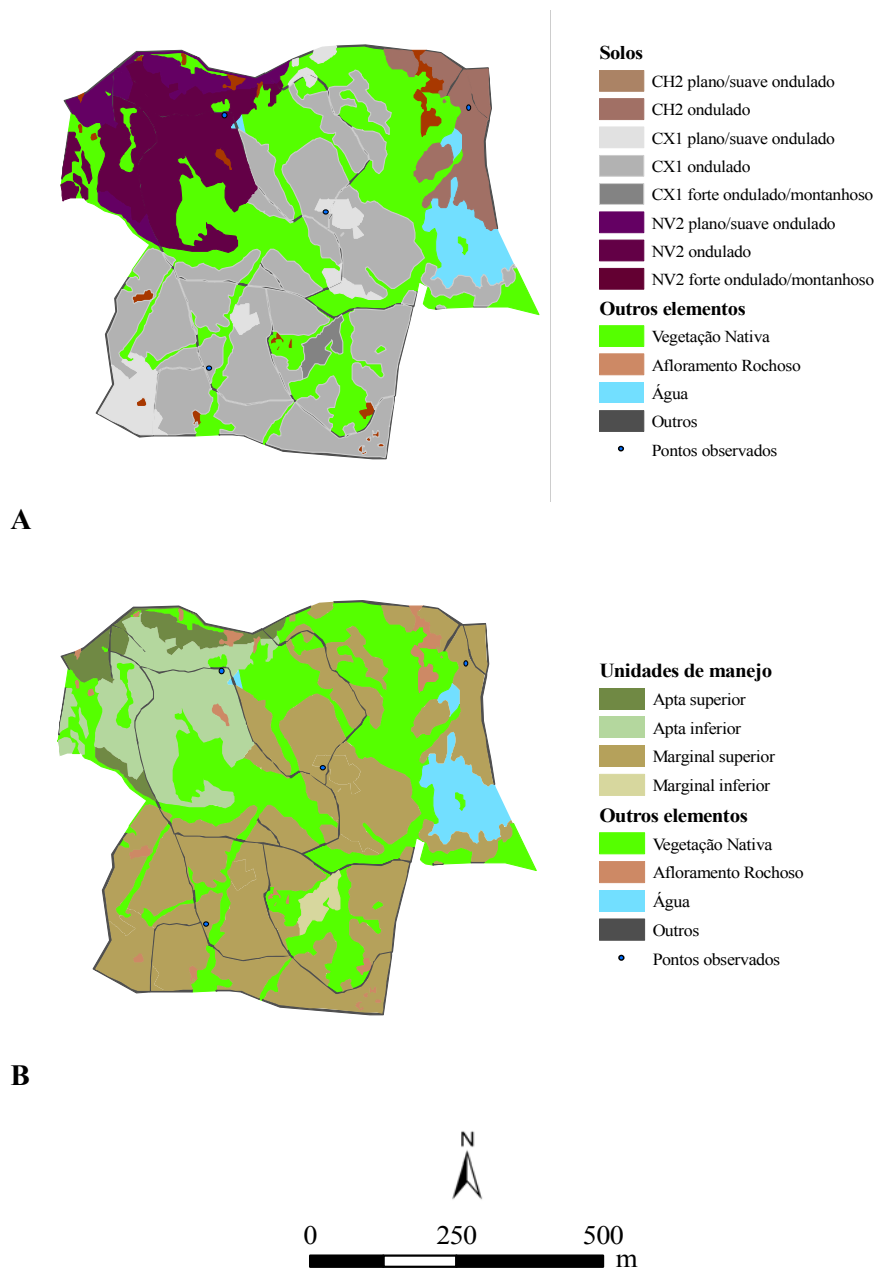 Solos
CH2 plano/suave ondulado
CH2 ondulado
CX1 plano/suave ondulado
CX1 ondulado
CX1 forte ondulado/montanhoso
NV2 plano/suave ondulado
NV2 ondulado
NV2 forte ondulado/montanhoso
Outros elementos
Vegetação Nativa
Afloramento Rochoso
Água
Outros
Pontos observados
A
Unidades de manejo
Apta superior
Apta inferior
Marginal superior
Marginal inferior
Outros elementos
Vegetação Nativa
Afloramento Rochoso
Água
Outros
Pontos observados
B
N
0 250 500
m